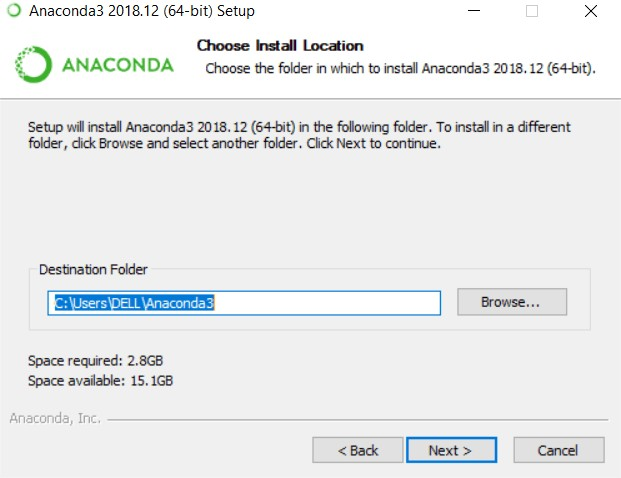 Anaconda3 2018.12 (64-bit) Setup
Choose Install Location
ANACONDA
Choose the folder in which to install Anaconda3 2018.12 (64-bit).
Setup will install Anaconda3 2018.12 (64-bit) in the following folder. To install in a different
folder, click Browse and select another folder. Click Next to continue.
Destination Folder
C:\Users\DELL\Anaconda3
Browse...
Space required: 2.8GB
Space available: 15.1GB
Anaconda, Inc.
< Back
Next >
Cancel